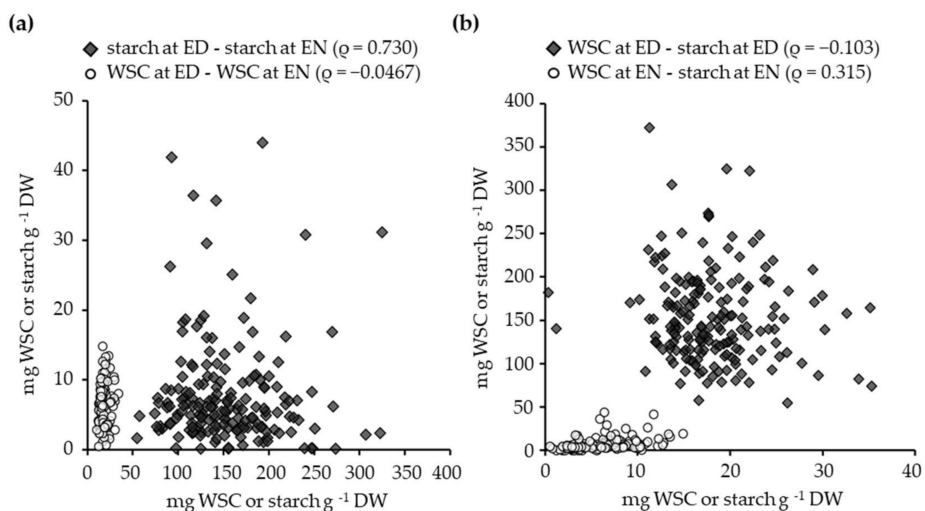 (a)
starch at ED - starch at EN (ϱ = 0.730)
WSC at ED - WSC at EN (ϱ = −0.0467)
50
40
30
20
10
0
mg WSC or starch g -1 DW
0 50 100 150 200 250 300 350 400
mg WSC or starch g -1 DW
(b)
WSC at ED - starch at ED (ϱ = −0.103)
WSC at EN - starch at EN (ϱ = 0.315)
400
350
300
250
200
150
100
50
0
mg WSC or starch g -1 DW
0 10 20 30 40
mg WSC or starch g -1 DW